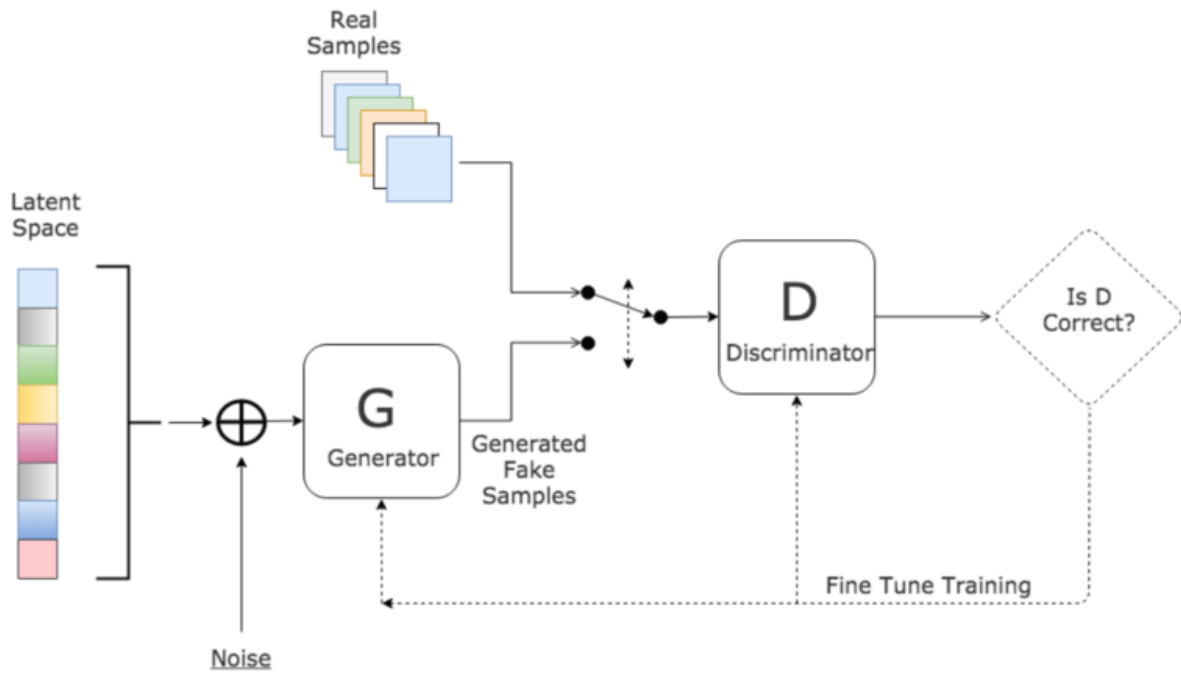 Real
Samples
Latent
Space
D
Discriminator
Is D
Correct?
G
Generator
Generated
Fake
Samples
Fine Tune Training
Noise